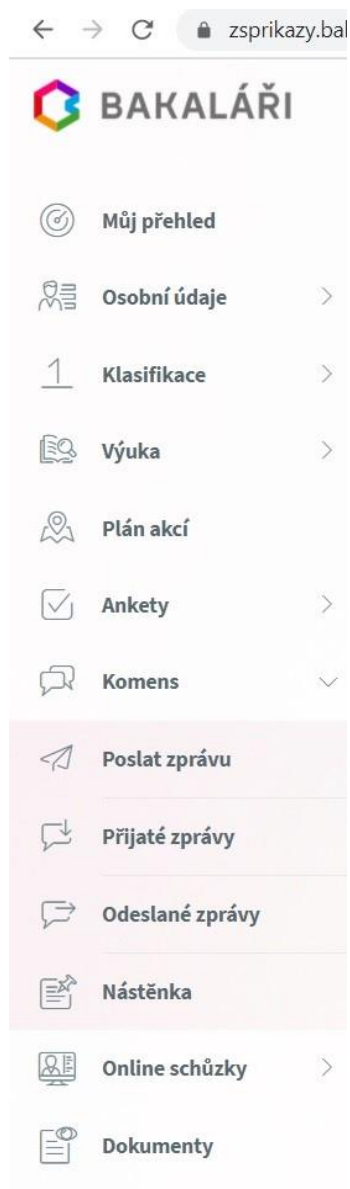 zsprikazy.bal
BAKALÁŘI
Můj přehled
Osobní údaje
1 Klasifikace
Výuka
Plán akcí
Ankety
Komens
Poslat zprávu
Přijaté zprávy
Odeslané zprávy
Nástěnka
Online schůzky
Dokumenty